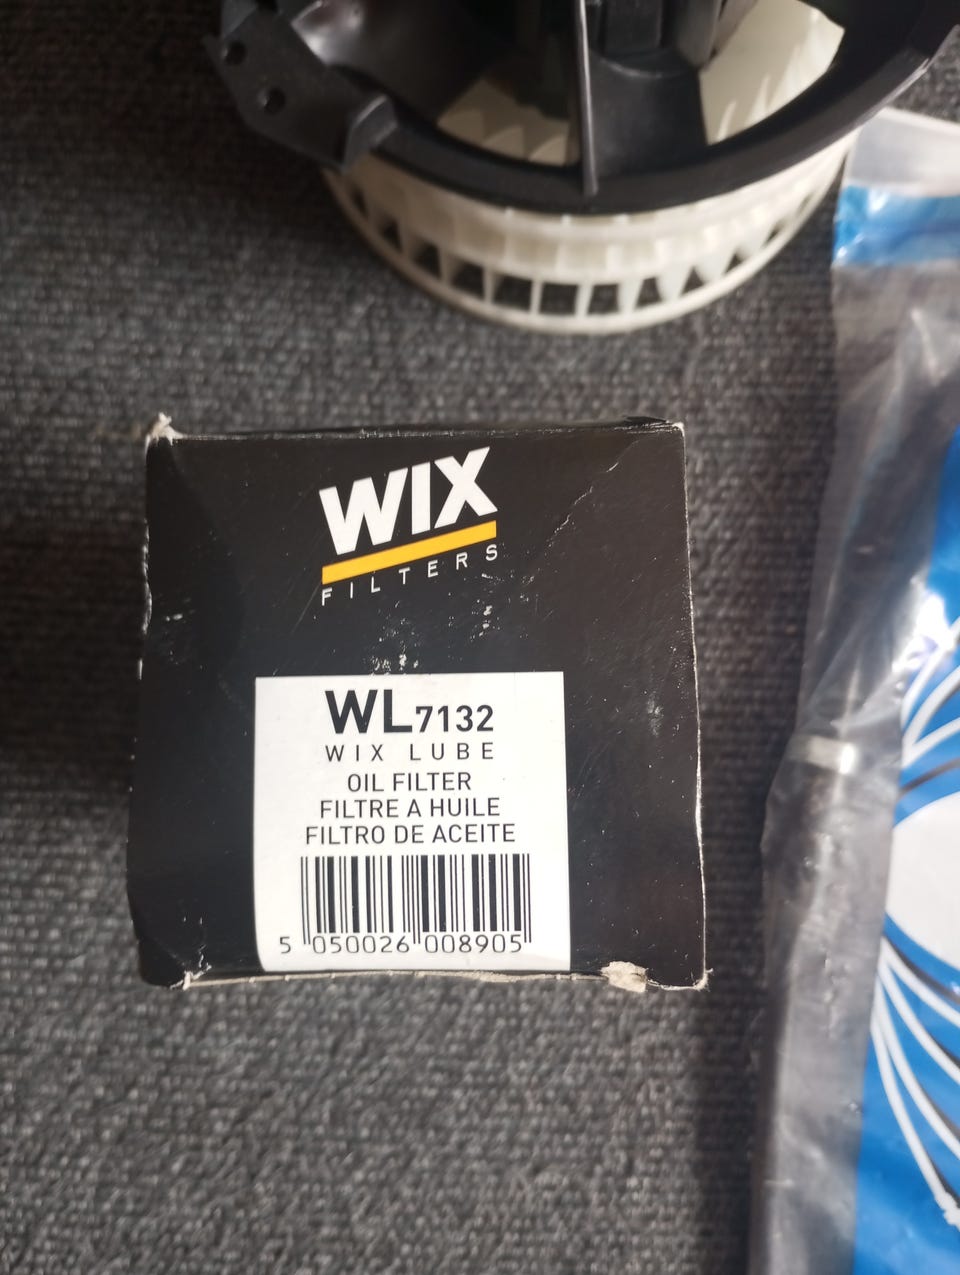 WIX
FILTERS
WL7132
WIX LUBE
OIL FILTER
FILTRE A HUILE
FILTRO DE ACEITE
5 050026 008905